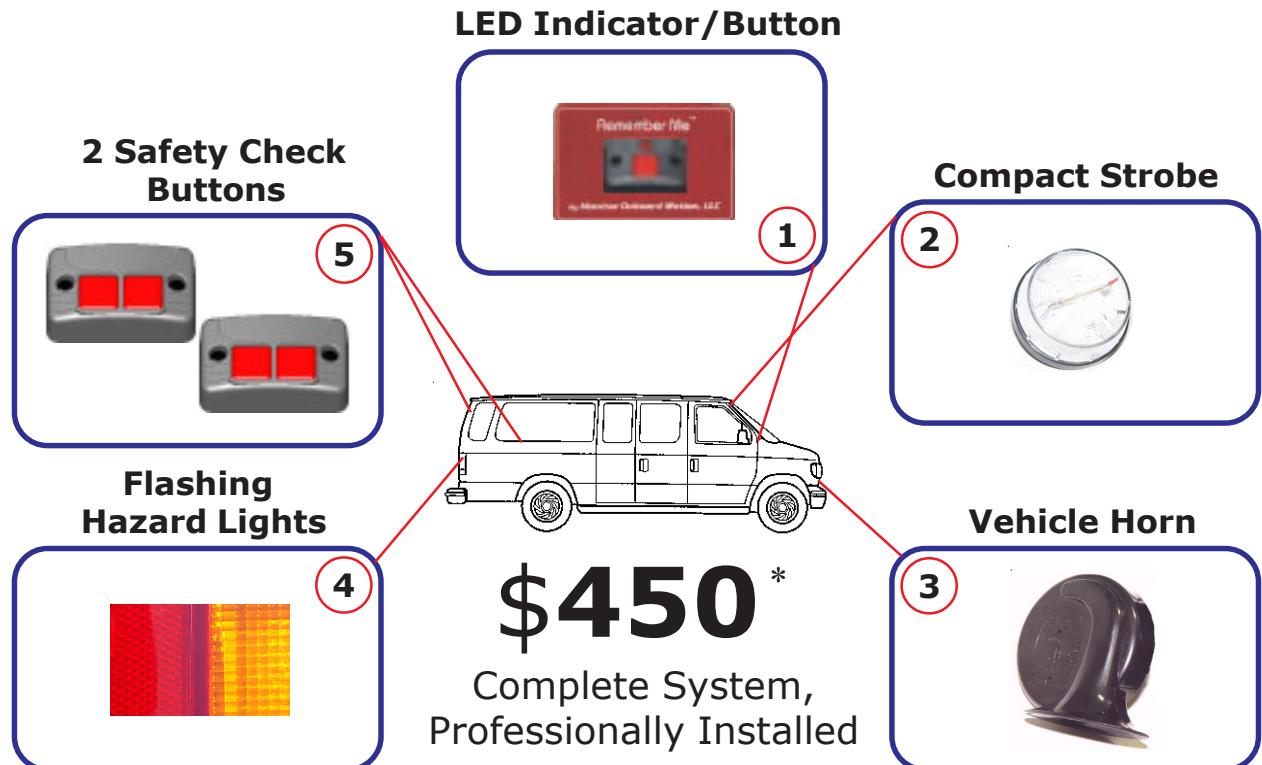 LED Indicator/Button
Remember Me™
1
2 Safety Check
Buttons
5
Compact Strobe
2
Flashing
Hazard Lights
4
Vehicle Horn
3
$450*
Complete System,
Professionally Installed